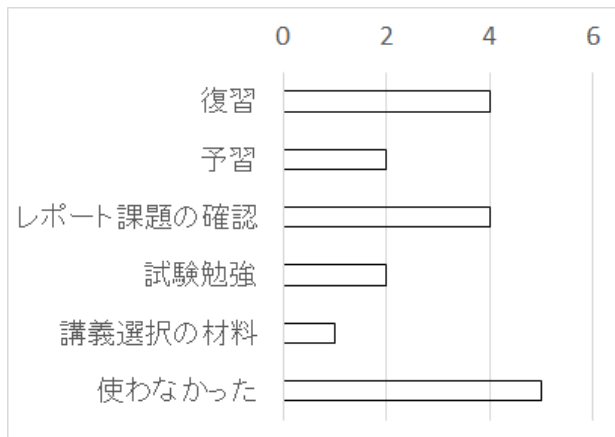 0 2 4 6
復習
予習
レポート課題の確認
試験勉強
講義選択の材料
使わなかった